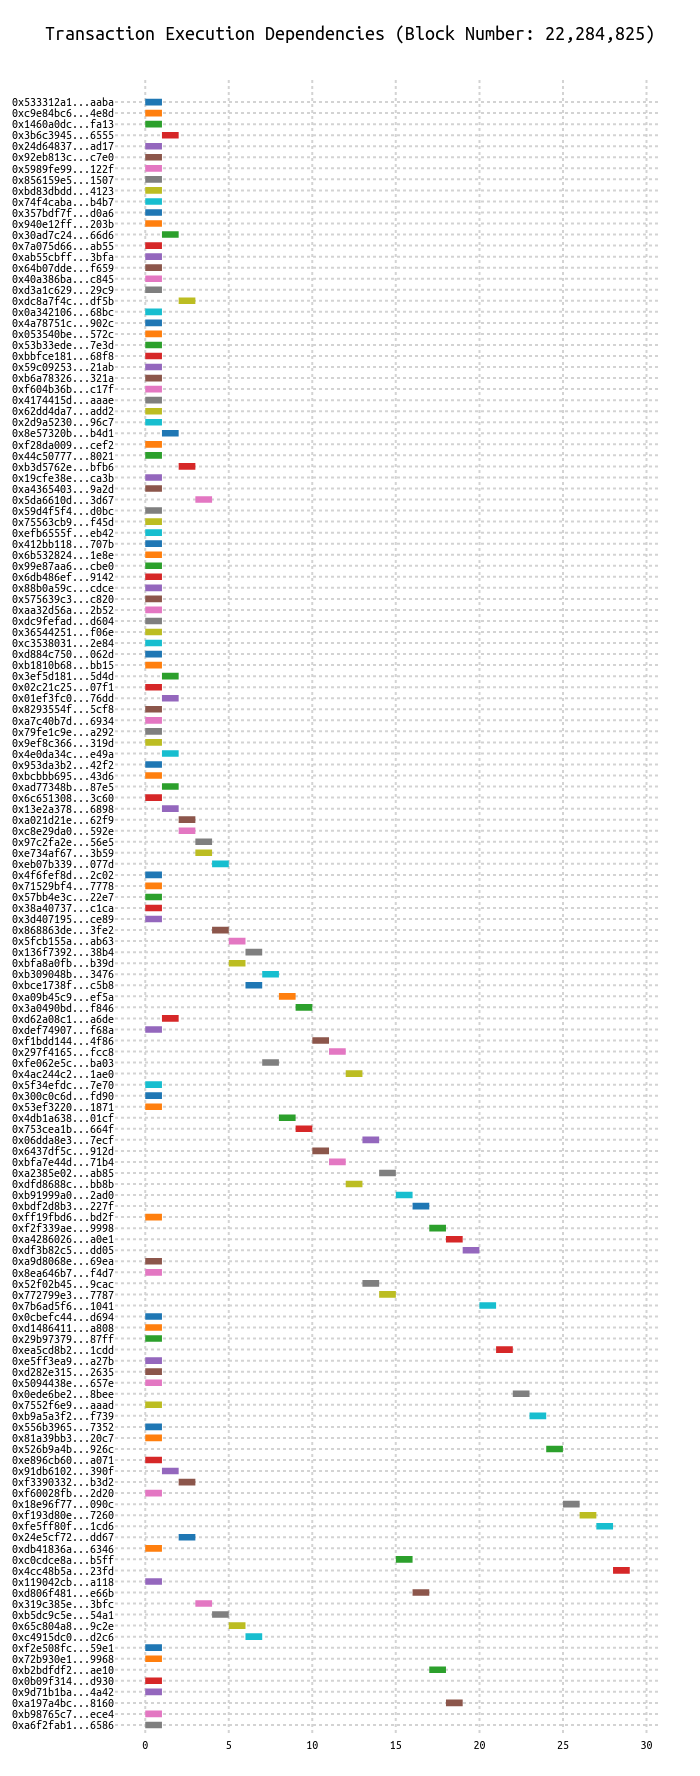 Transaction Execution Dependencies (Block Number: 22,284,825)
0x533312a1...aaba
0xc9e84bc6...4e8d
0x1460a0dc...fa13
0x3b6c3945...6555
0x24d64837...ad17
0x92eb813c...c7e0
0x5989fe99...122f
0x856159e5...1507
0xbd83dbdd...4123
0x74f4caba...b4b7
0x357bdf7f...d0a6
0x940e12ff...203b
0x30ad7c24...66d6
0x7a075d66...ab55
0xab55cbff...3bfa
0x64b07dde...f659
0x40a386ba...c845
0xd3a1c629...29c9
0xdc8a7f4c...df5b
0x0a342106...68bc
0x4a78751c...902c
0x053540be...572c
0x53b33ede...7e3d
0xbbfce181...68f8
0x59c09253...21ab
0xb6a78326...321a
0xf604b36b...c17f
0x4174415d...aaae
0x62dd4da7...add2
0x2d9a5230...96c7
0x8e57320b...b4d1
0xf28da009...cef2
0x44c50777...8021
0xb3d5762e...bfb6
0x19cfe38e...ca3b
0xa4365403...9a2d
0x5da6610d...3d67
0x59d4f5f4...d0bc
0x75563cb9...f45d
0xefb6555f...eb42
0x412bb118...707b
0x6b532824...1e8e
0x99e87aa6...cbe0
0x6db486ef...9142
0x88b0a59c...cdce
0x575639c3...c820
0xaa32d56a...2b52
0xdc9fefad...d604
0x36544251...f06e
0xc3538031...2e84
0xd884c750...062d
0xb1810b68...bb15
0x3ef5d181...5d4d
0x02c21c25...07f1
0x01ef3fc0...76dd
0x8293554f...5cf8
0xa7c40b7d...6934
0x79fe1c9e...a292
0x9ef8c366...319d
0x4e0da34c...e49a
0x953da3b2...42f2
0xbcbbb695...43d6
0xad77348b...87e5
0x6c651308...3c60
0x13e2a378...6898
0xa021d21e...62f9
0xc8e29da0...592e
0x97c2fa2e...56e5
0xe734af67...3b59
0xeb07b339...077d
0x4f6fef8d...2c02
0x71529bf4...7778
0x57bb4e3c...22e7
0x38a40737...c1ca
0x3d407195...ce89
0x868863de...3fe2
0x5fcb155a...ab63
0x136f7392...38b4
0xbfa8a0fb...b39d
0xb309048b...3476
0xbce1738f...c5b8
0xa09b45c9...ef5a
0x3a0490bd...f846
0xd62a08c1...a6de
0xdef74907...f68a
0xf1bdd144...4f86
0x297f4165...fcc8
0xfe062e5c...ba03
0x4ac244c2...1ae0
0x5f34efdc...7e70
0x300c0c6d...fd90
0x53ef3220...1871
0x4db1a638...01cf
0x753cea1b...664f
0x06dda8e3...7ecf
0x6437df5c...912d
0xbfa7e44d...71b4
0xa2385e02...ab85
0xdfd8688c...bb8b
0xb91999a0...2ad0
0xbdf2d8b3...227f
0xff19fbd6...bd2f
0xf2f339ae...9998
0xa4286026...a0e1
0xdf3b82c5...dd05
0xa9d8068e...69ea
0x8ea646b7...f4d7
0x52f02b45...9cac
0x772799e3...7787
0x7b6ad5f6...1041
0x0cbefc44...d694
0xd1486411...a808
0x29b97379...87ff
0xea5cd8b2...1cdd
0xe5ff3ea9...a27b
0xd282e315...2635
0x5094438e...657e
0x0ede6be2...8bee
0x7552f6e9...aaad
0xb9a5a3f2...f739
0x556b3965...7352
0x81a39bb3...20c7
0x526b9a4b...926c
0xe896cb60...a071
0x91db6102...390f
0xf3390332...b3d2
0xf60028fb...2d20
0x18e96f77...090c
0xf193d80e...7260
0xfe5ff80f...1cd6
0x24e5cf72...dd67
0xdb41836a...6346
0xc0cdce8a...b5ff
0x4cc48b5a...23fd
0x119042cb...a118
0xd806f481...e66b
0x319c385e...3bfc
0xb5dc9c5e...54a1
0x65c804a8...9c2e
0xc4915dc0...d2c6
0xf2e508fc...59e1
0x72b930e1...9968
0xb2bdfdf2...ae10
0x0b09f314...d930
0x9d71b1ba...4a42
0xa197a4bc...8160
0xb98765c7...ece4
0xa6f2fab1...6586
0 5 10 15 20 25 30